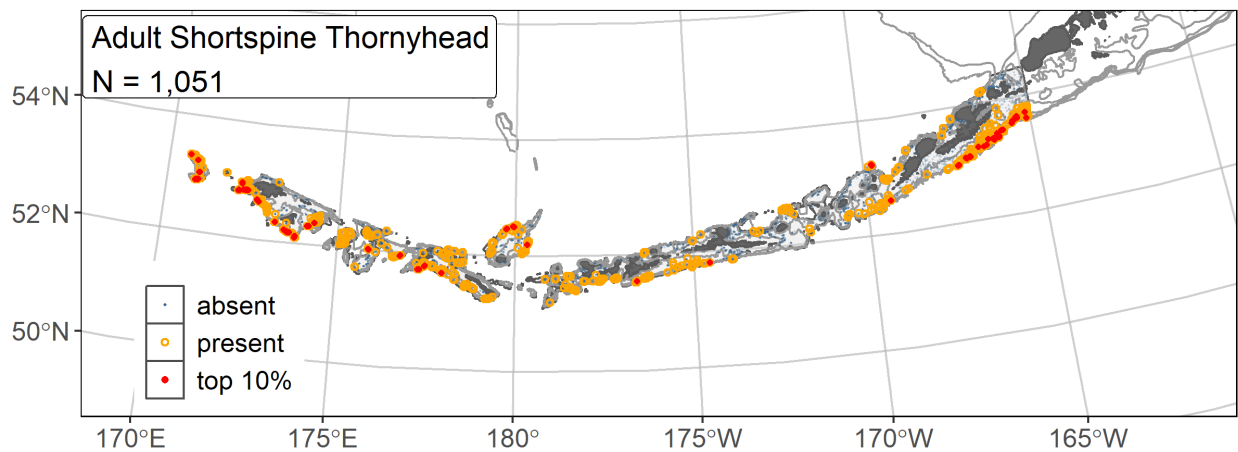 Adult Shortspine Thornyhead
N = 1,051
54°N
52°N
50°N
absent
present
top 10%
170°E
175°E
180°
175°W
170°W
165°W